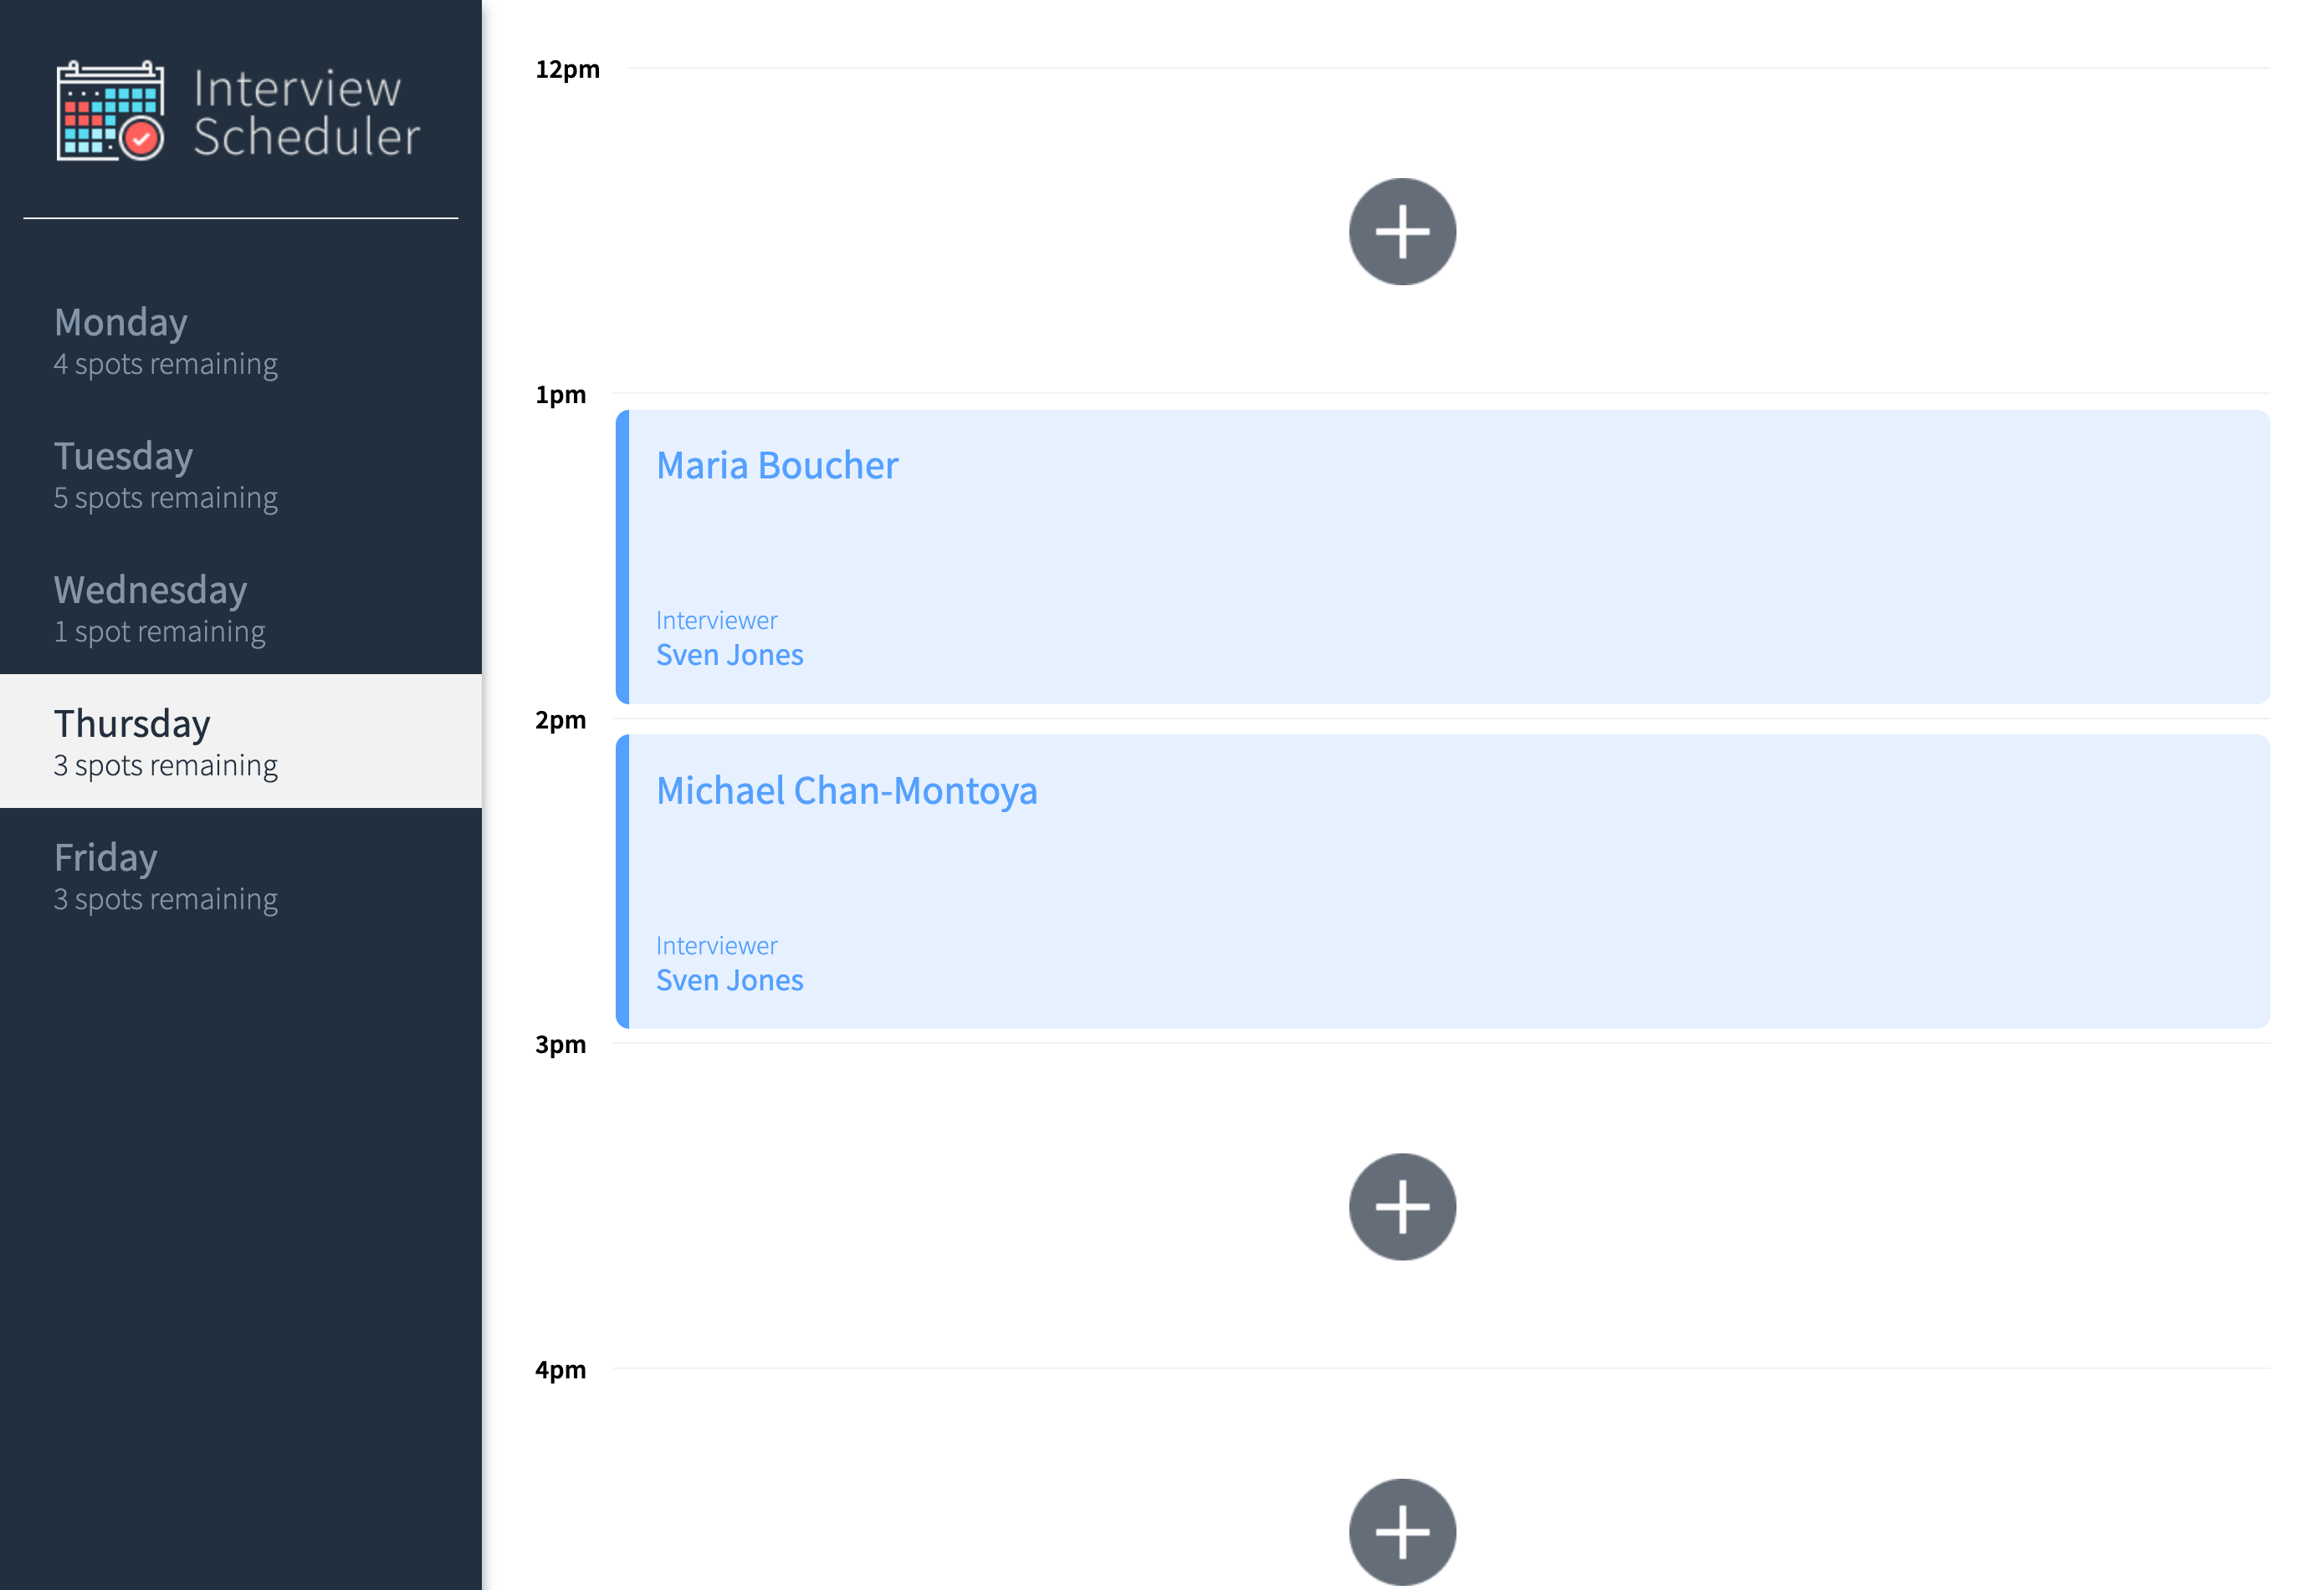 Interview
Scheduler
Monday
4 spots remaining
Tuesday
5 spots remaining
Wednesday
1 spot remaining
Thursday
3 spots remaining
Friday
3 spots remaining
12pm
1pm
Maria Boucher
Interviewer
Sven Jones
2pm
Michael Chan-Montoya
Interviewer
Sven Jones
3pm
4pm